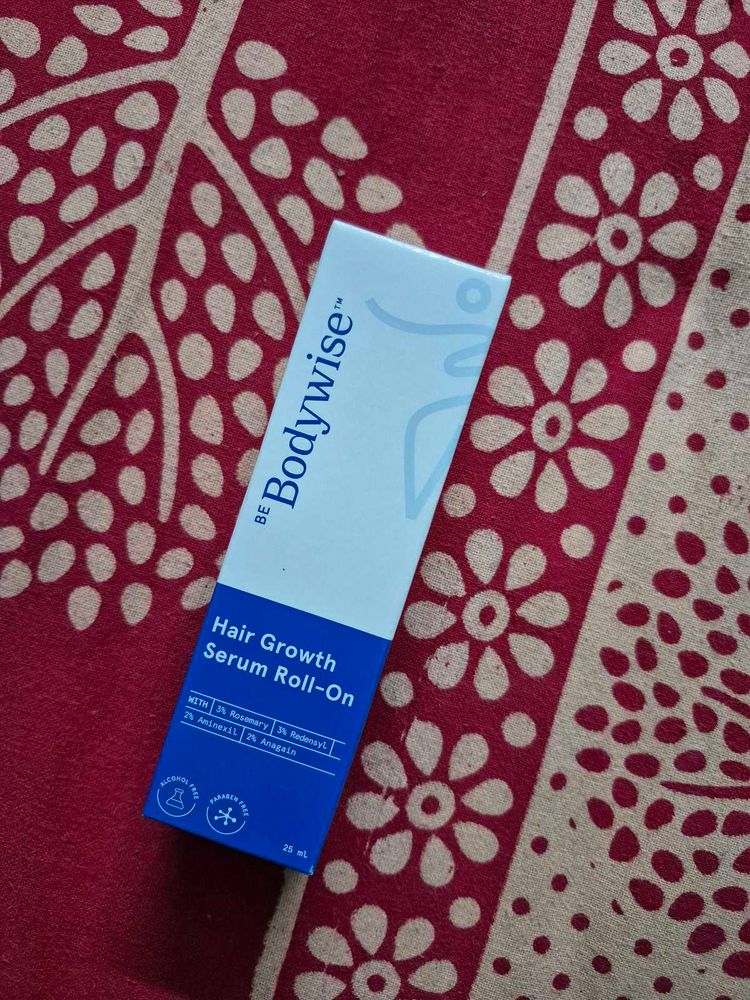 BE Bodywise™
Hair Growth
Serum Roll-On
WITH 3% Rosemary 3% Redensyl
2% Aminexil 2% Anagain
ALCOHOL FREE
PARABEN FREE
25 ml